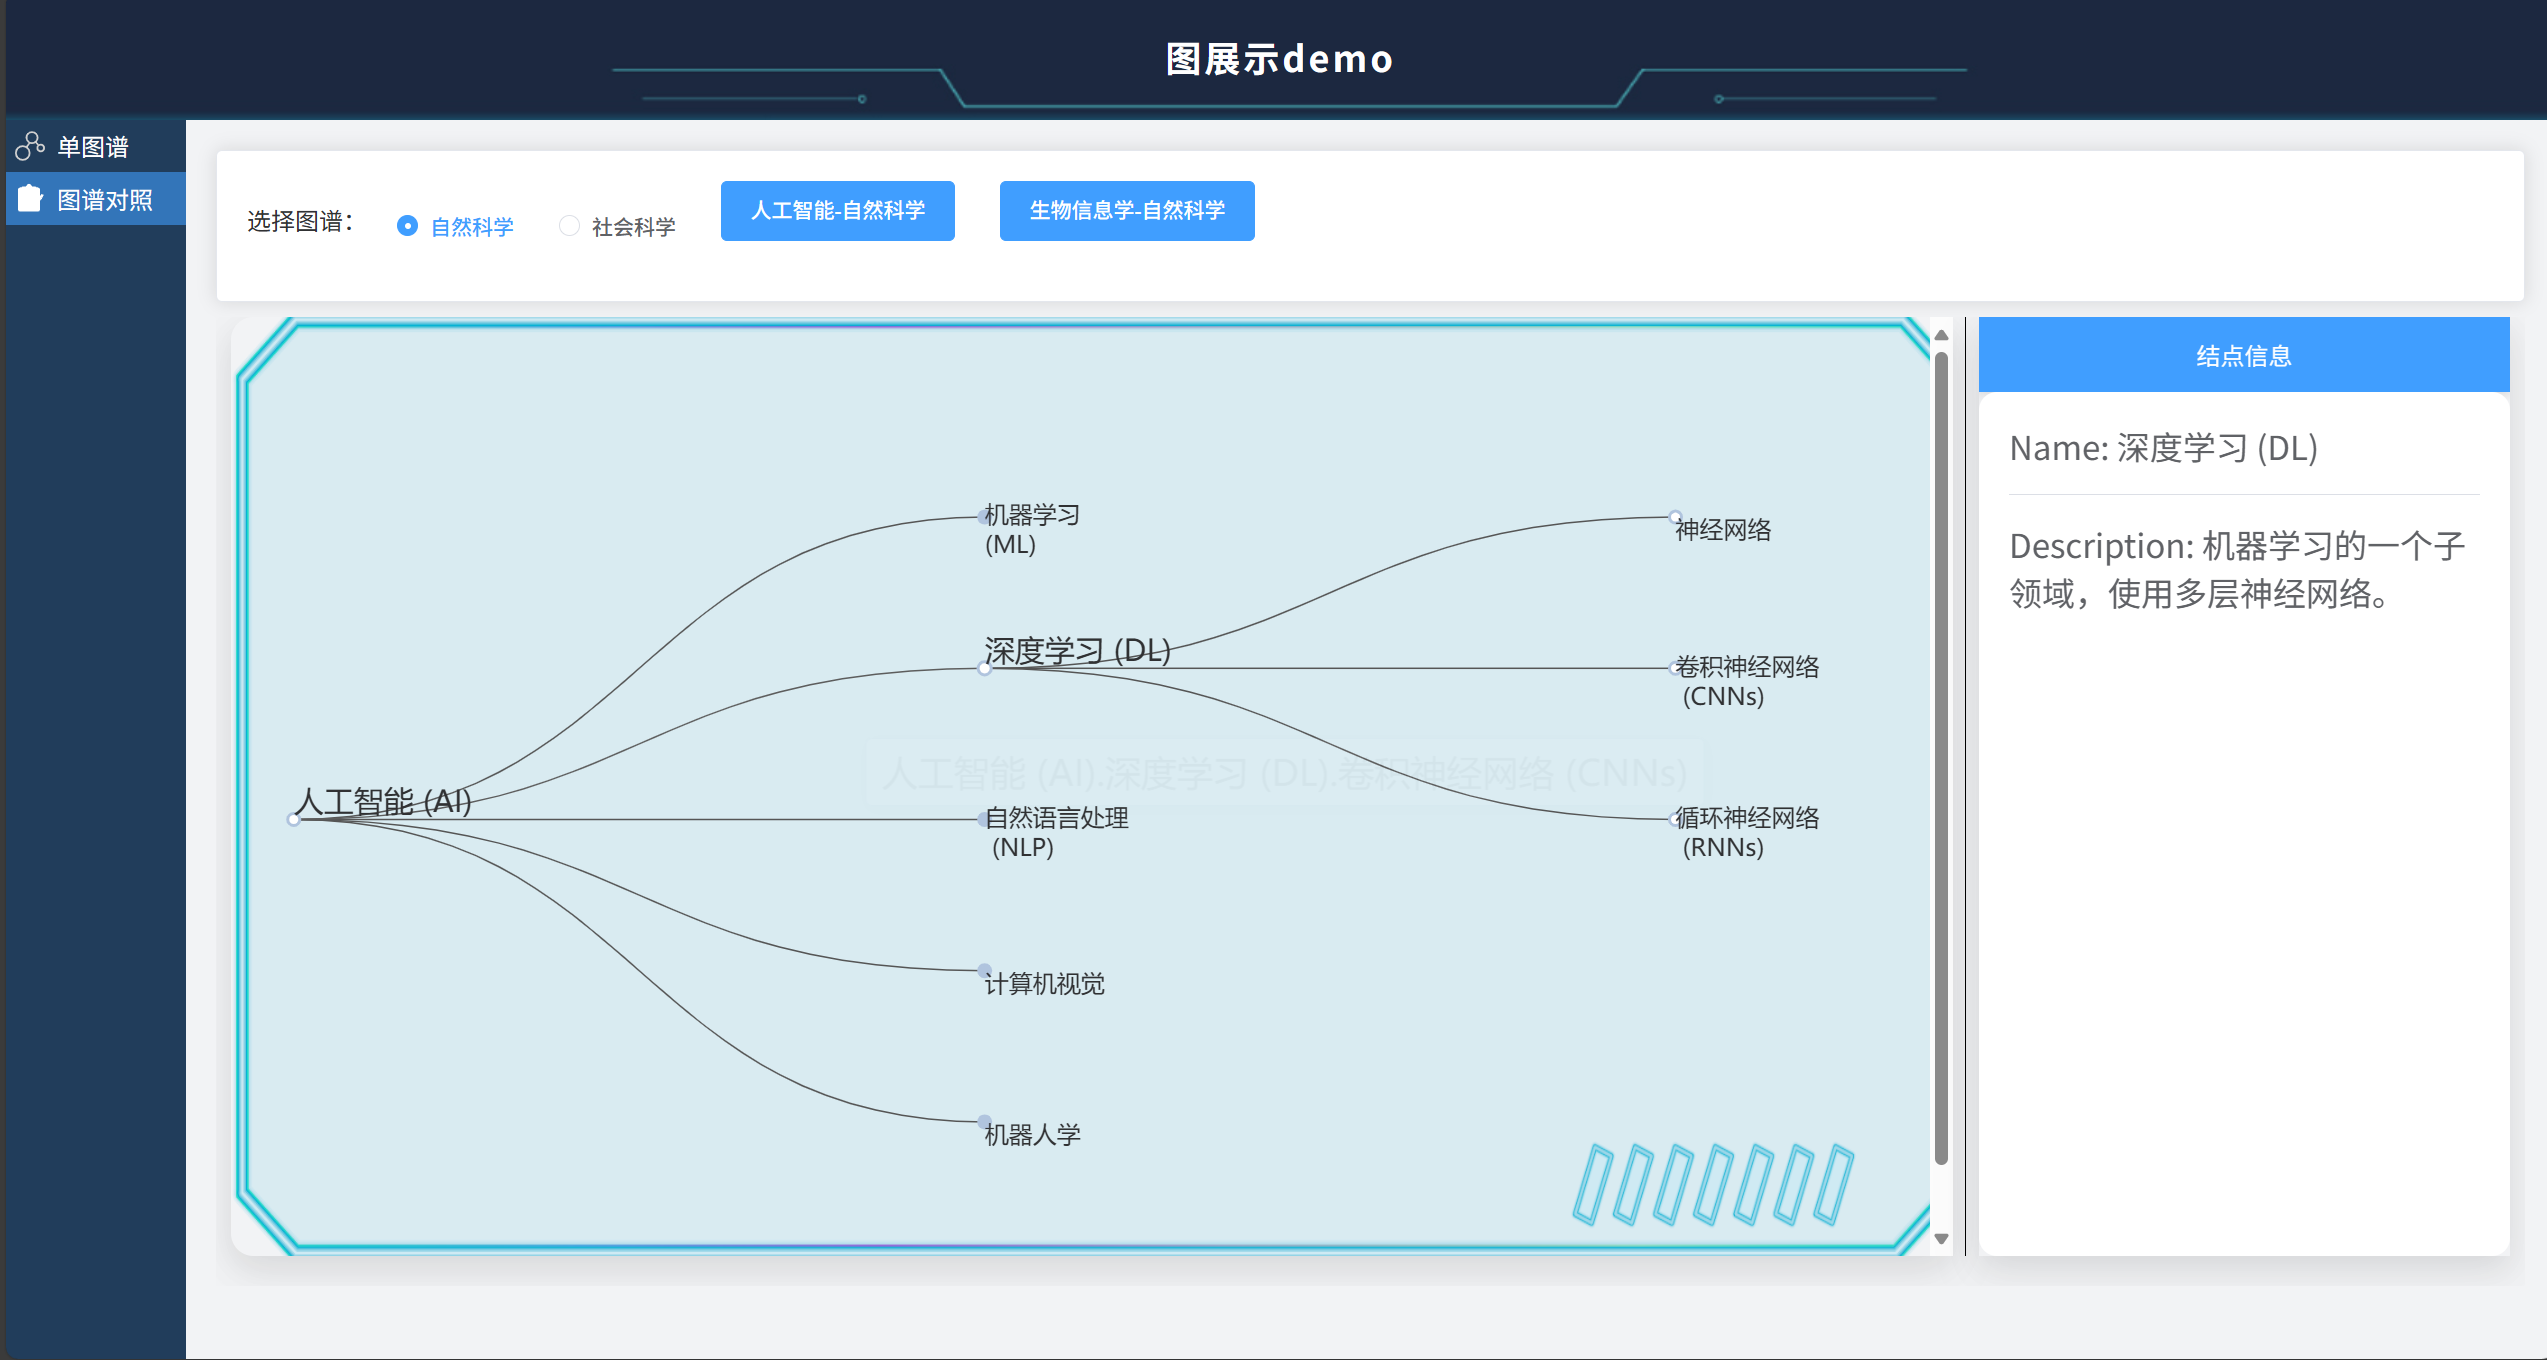 图展示demo
单图谱
图谱对照
选择图谱：
自然科学
社会科学
人工智能-自然科学
生物信息学-自然科学
机器学习
(ML)
深度学习 (DL)
神经网络
卷积神经网络
(CNNs)
人工智能 (AI).深度学习 (DL).卷积神经网络 (CNNs)
人工智能 (AI)
自然语言处理
(NLP)
循环神经网络
(RNNs)
计算机视觉
机器人学
结点信息
Name: 深度学习 (DL)
Description: 机器学习的一个子
领域，使用多层神经网络。